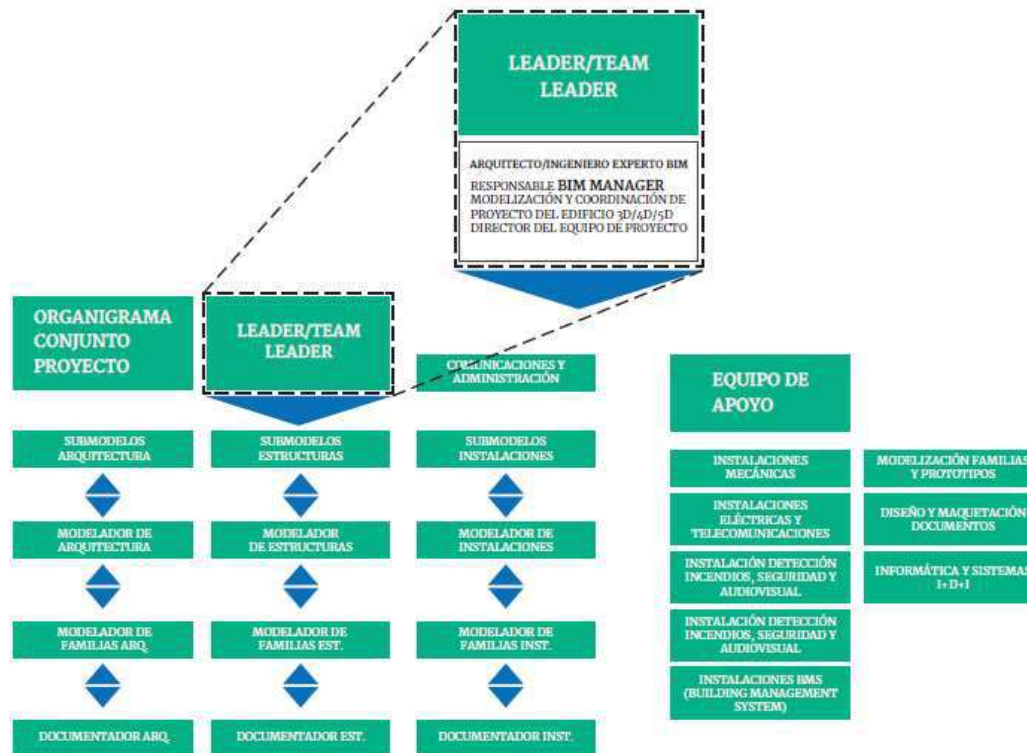 LEADER/TEAM
LEADER
ARQUITECTO/INGENIERO EXPERTO BIM
RESPONSABLE BIM MANAGER
MODELIZACIÓN Y COORDINACIÓN DE
PROYECTO DEL EDIFICIO 3D/4D/5D
DIRECTOR DEL EQUIPO DE PROYECTO
ORGANIGRAMA
CONJUNTO
PROYECTO
LEADER/TEAM
LEADER
COMUNICACIONES Y
ADMINISTRACIÓN
SUBMODELOS
ARQUITECTURA
SUBMODELOS
ESTRUCTURAS
SUBMODELOS
INSTALACIONES
MODELADOR DE
ARQUITECTURA
MODELADOR
DE ESTRUCTURAS
MODELADOR DE
INSTALACIONES
MODELADOR DE
FAMILIAS ARQ.
MODELADOR DE
FAMILIAS EST.
MODELADOR DE
FAMILIAS INST.
DOCUMENTADOR ARQ.
DOCUMENTADOR EST.
DOCUMENTADOR INST.
EQUIPO DE
APOYO
INSTALACIONES
MECÁNICAS
INSTALACIONES
ELÉCTRICAS Y
TELECOMUNICACIONES
INSTALACIÓN DETECCIÓN
INCENDIOS, SEGURIDAD Y
AUDIOVISUAL
INSTALACIÓN DETECCIÓN
INCENDIOS, SEGURIDAD Y
AUDIOVISUAL
INSTALACIONES BMS
(BUILDING MANAGEMENT
SYSTEM)
MODELIZACIÓN FAMILIAS
Y PROTOTIPOS
DISEÑO Y MAQUETACIÓN
DOCUMENTOS
INFORMÁTICA Y SISTEMAS
I+D+I